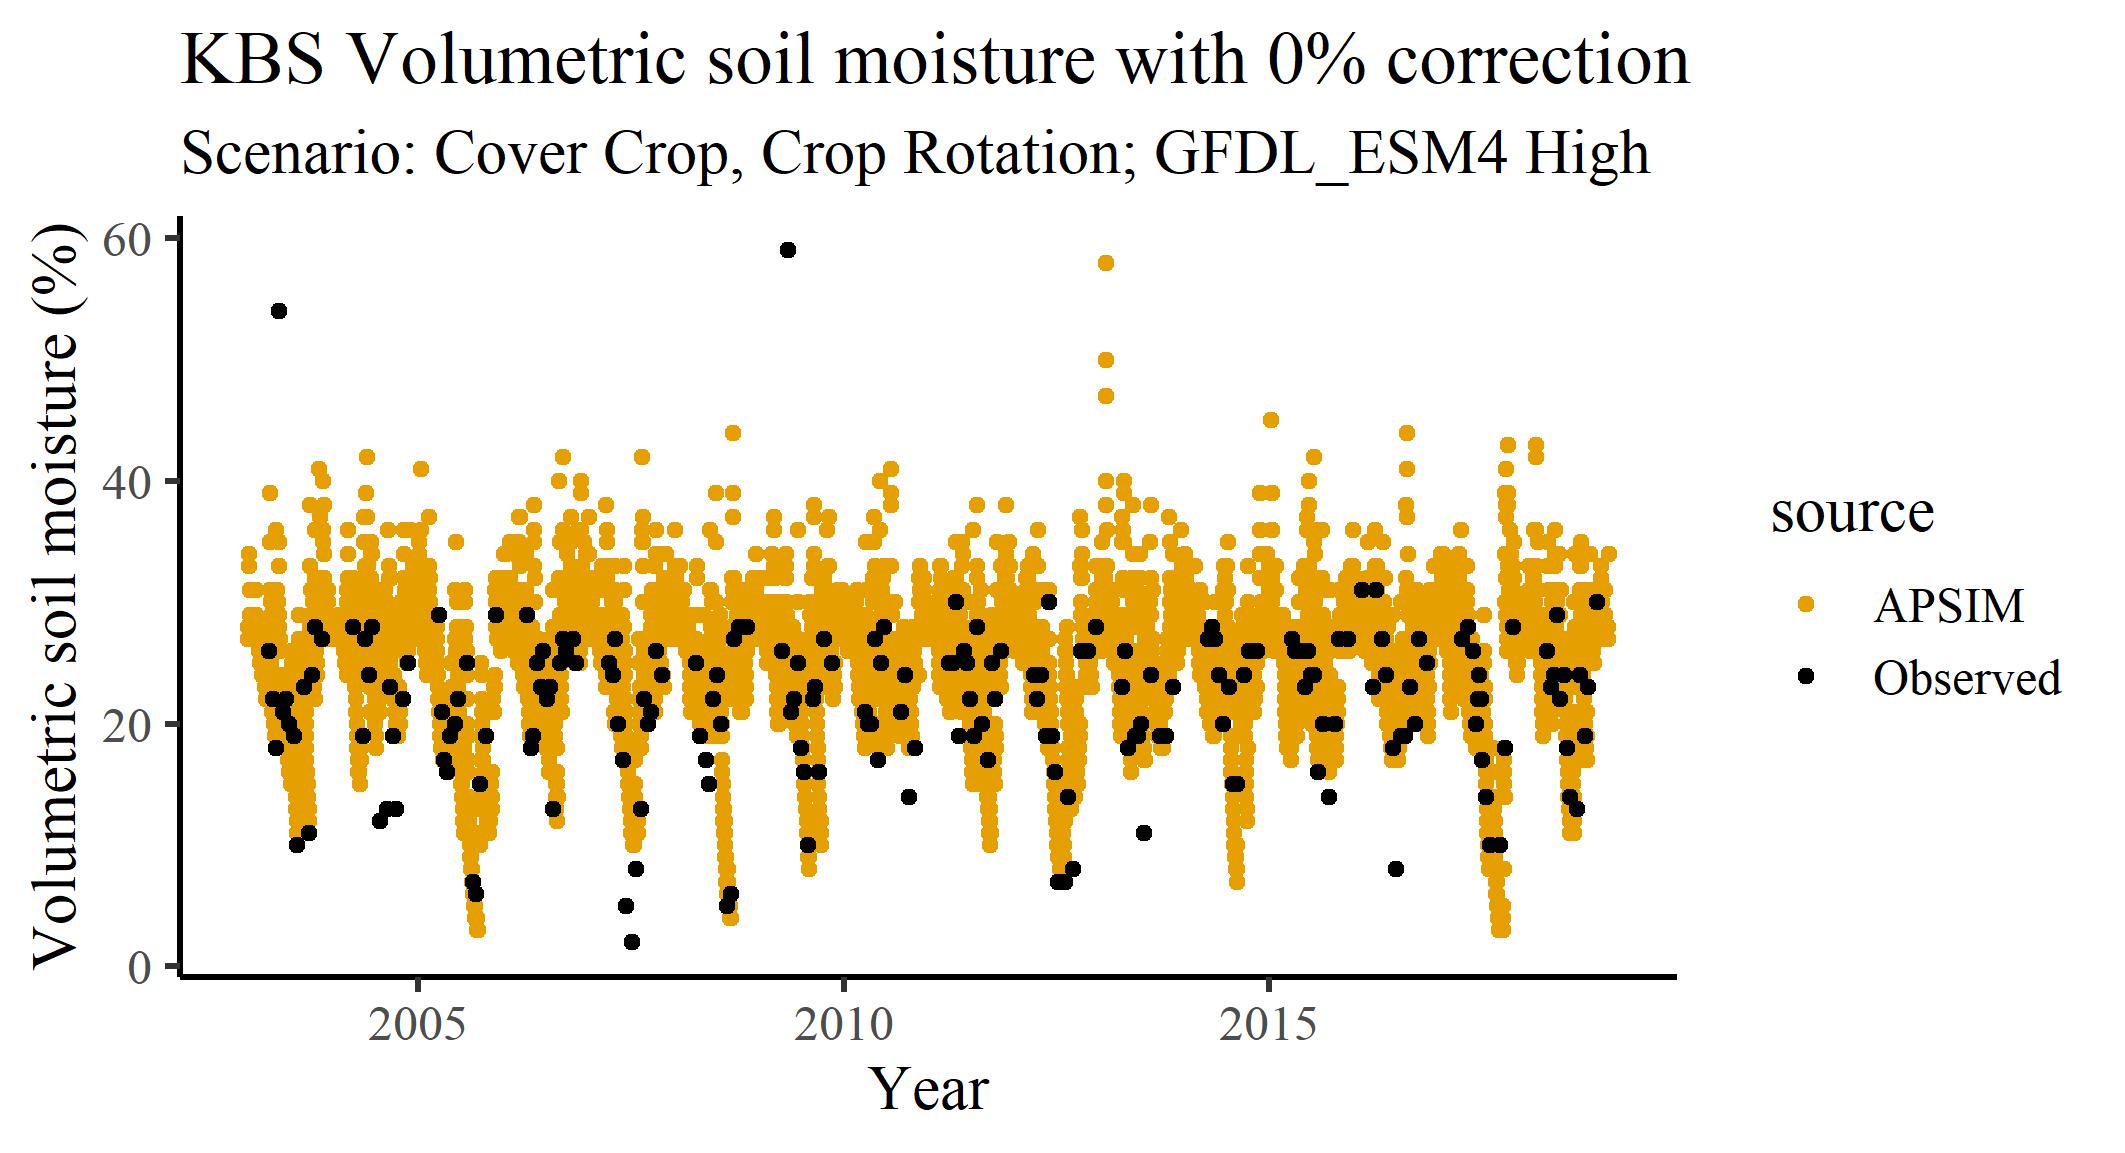 KBS Volumetric soil moisture with 0% correction
Scenario: Cover Crop, Crop Rotation; GFDL_ESM4 High
Volumetric soil moisture (%)
60
40
20
0
2005
2010
2015
Year
source
APSIM
Observed